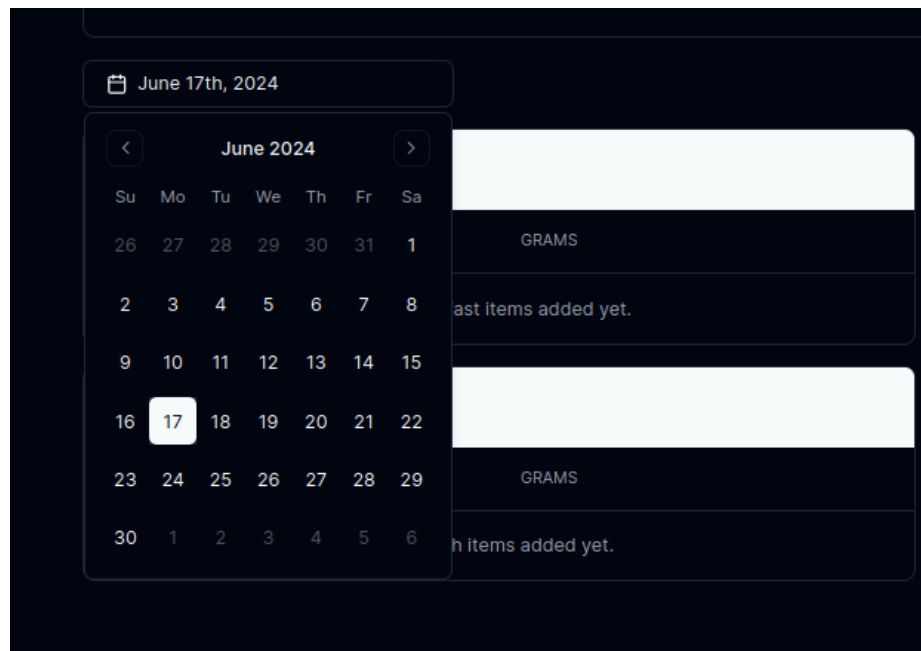 June 17th, 2024
June 2024
Su Mo Tu We Th Fr Sa
26 27 28 29 30 31 1
2 3 4 5 6 7 8
9 10 11 12 13 14 15
16 17 18 19 20 21 22
23 24 25 26 27 28 29
30 1 2 3 4 5 6
GRAMS
items added yet.
GRAMS
items added yet.